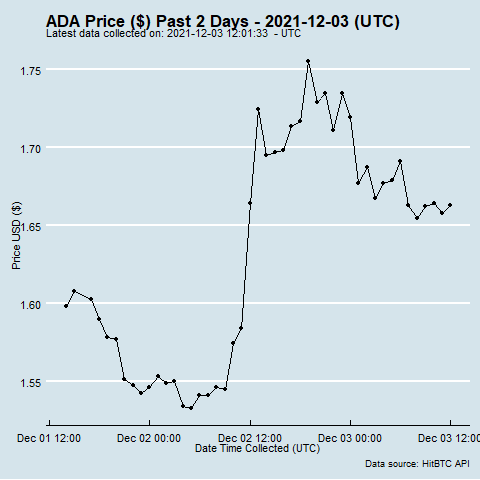 ADA Price ($) Past 2 Days - 2021-12-03 (UTC)
Latest data collected on: 2021-12-03 12:01:33 - UTC
1.75
1.70
1.65
1.60
1.55
Price USD ($)
Dec 01 12:00 Dec 02 00:00 Dec 02 12:00 Dec 03 00:00 Dec 03 12:00
Date Time Collected (UTC)
Data source: HitBTC API